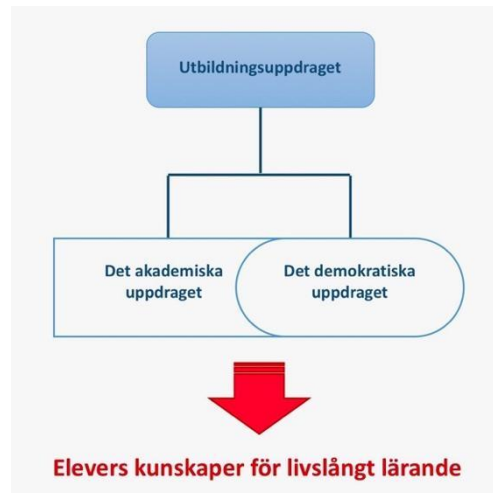 Utbildningsuppdraget
Det akademiska
uppdraget
Det demokratiska
uppdraget
Elevers kunskaper för livslångt lärande